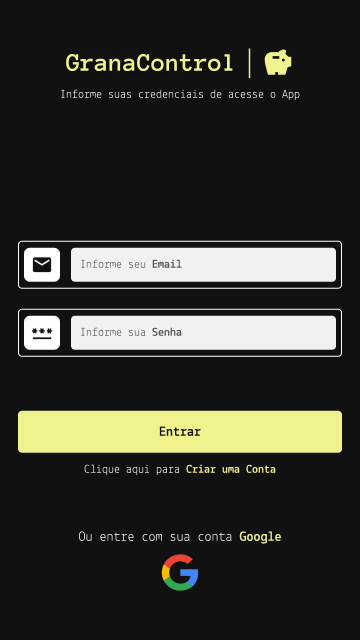 GranaControl
Informe suas credenciais de acesse o App
Informe seu Email
Informe sua Senha
Entrar
Clique aqui para Criar uma Conta
Ou entre com sua conta Google